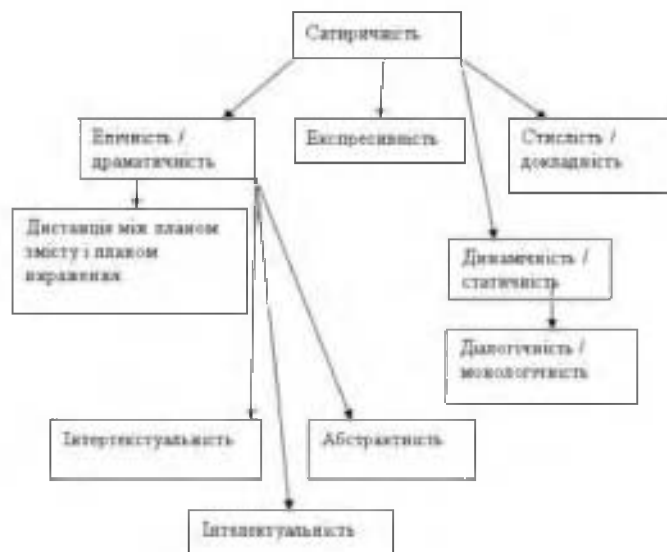 Сатиричність
Епічність /
драматичність
Експресивність
Стислість /
докладність
Дистанція між планом
змісту і планом
вираження
Динамічність /
статичність
Діалогічність /
монологічність
Інтертекстуальність
Абстрактність
Інтелектуальність